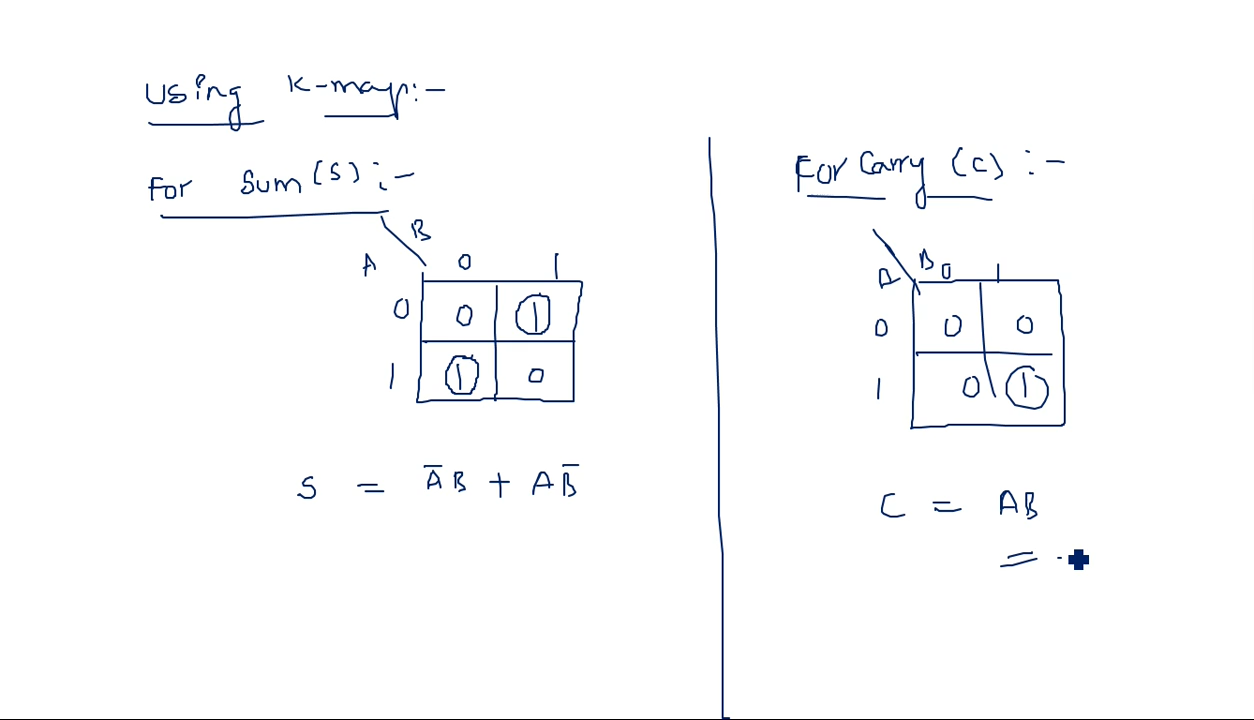 Using K-map:-
For Sum(S):-
B
A 0 1
0 0 1
1 1 0
S = A̅B + AB̅
For Carry (C) :-
B
A 0 1
0 0 0
1 0 1
C = AB
=